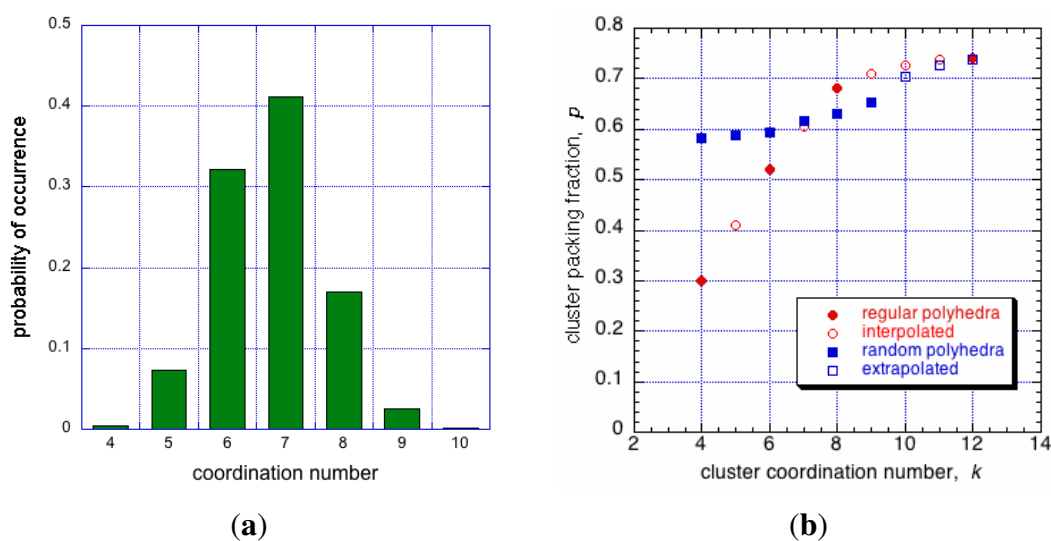 0.5
0.4
0.3
0.2
0.1
0
probability of occurrence
4 5 6 7 8 9 10
coordination number
(a)
0.8
0.7
0.6
0.5
0.4
0.3
0.2
0.1
0
cluster packing fraction, p
regular polyhedra
interpolated
random polyhedra
extrapolated
2 4 6 8 10 12 14
cluster coordination number, k
(b)